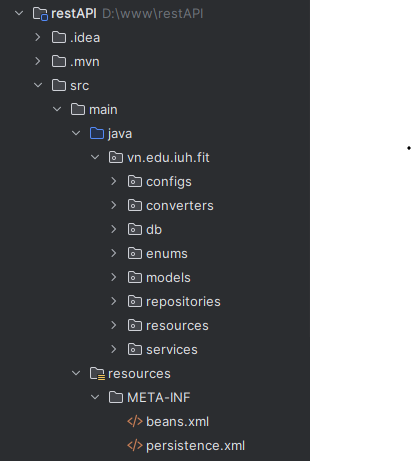 restAPI D:\www\restAPI
.idea
.mvn
src
main
java
vn.edu.iuh.fit
configs
converters
db
enums
models
repositories
resources
services
resources
META-INF
beans.xml
persistence.xml